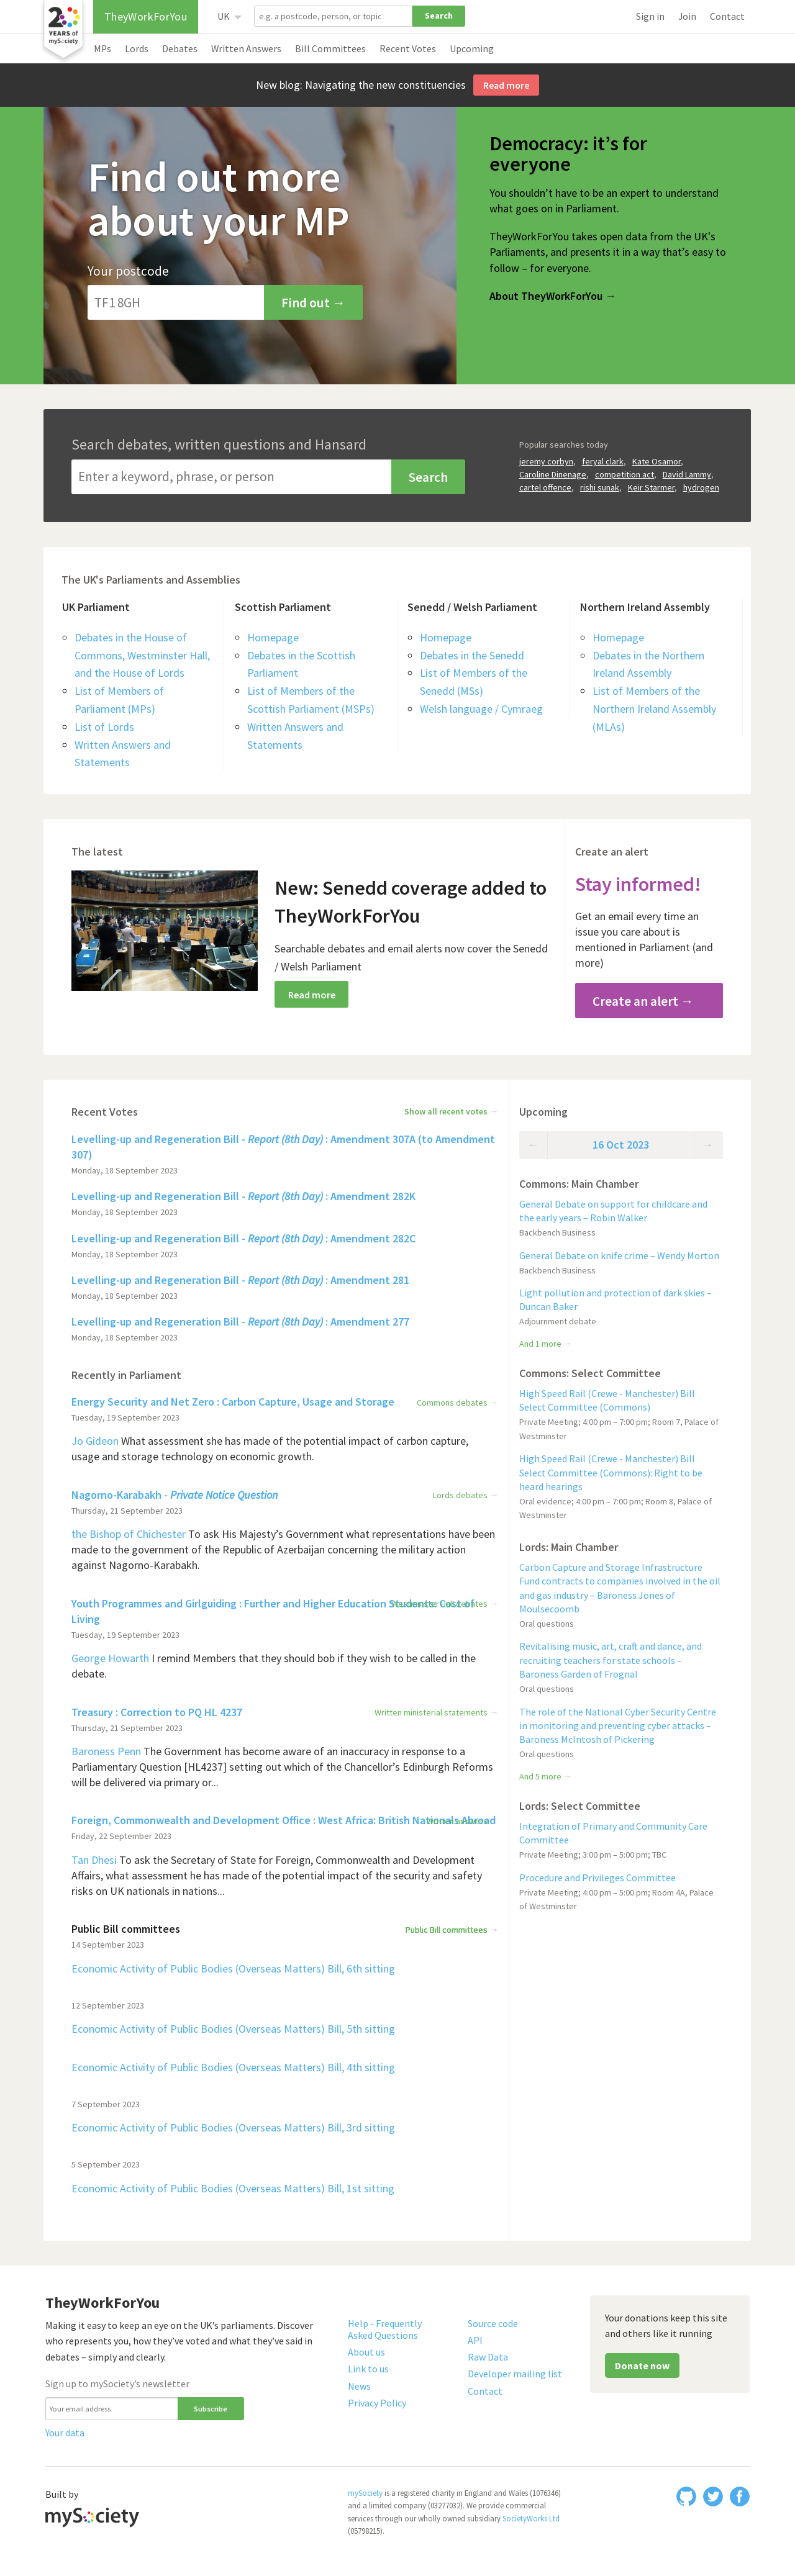 20 YEARS of mySociety
TheyWorkForYou
UK
e.g. a postcode, person, or topic
Search
Sign in Join Contact
MPs Lords Debates Written Answers Bill Committees Recent Votes Upcoming
New blog: Navigating the new constituencies Read more
Find out more
about your MP
Your postcode
TF1 8GH
Find out →
Democracy: it’s for
everyone
You shouldn’t have to be an expert to understand
what goes on in Parliament.
TheyWorkForYou takes open data from the UK’s
Parliaments, and presents it in a way that’s easy to
follow – for everyone.
About TheyWorkForYou →
Search debates, written questions and Hansard
Enter a keyword, phrase, or person
Search
Popular searches today
jeremy corbyn, feryal clark, Kate Osamor,
Caroline Dinenage, competition act, David Lammy,
cartel offence, rishi sunak, Keir Starmer, hydrogen
The UK's Parliaments and Assemblies
UK Parliament
Debates in the House of
Commons, Westminster Hall,
and the House of Lords
List of Members of
Parliament (MPs)
List of Lords
Written Answers and
Statements
Scottish Parliament
Homepage
Debates in the Scottish
Parliament
List of Members of the
Scottish Parliament (MSPs)
Written Answers and
Statements
Senedd / Welsh Parliament
Homepage
Debates in the Senedd
List of Members of the
Senedd (MSs)
Welsh language / Cymraeg
Northern Ireland Assembly
Homepage
Debates in the Northern
Ireland Assembly
List of Members of the
Northern Ireland Assembly
(MLAs)
The latest
New: Senedd coverage added to
TheyWorkForYou
Searchable debates and email alerts now cover the Senedd
/ Welsh Parliament
Read more
Create an alert
Stay informed!
Get an email every time an
issue you care about is
mentioned in Parliament (and
more)
Create an alert →
Recent Votes
Show all recent votes →
Levelling-up and Regeneration Bill - Report (8th Day) : Amendment 307A (to Amendment
307)
Monday, 18 September 2023
Levelling-up and Regeneration Bill - Report (8th Day) : Amendment 282K
Monday, 18 September 2023
Levelling-up and Regeneration Bill - Report (8th Day) : Amendment 282C
Monday, 18 September 2023
Levelling-up and Regeneration Bill - Report (8th Day) : Amendment 281
Monday, 18 September 2023
Levelling-up and Regeneration Bill - Report (8th Day) : Amendment 277
Monday, 18 September 2023
Recently in Parliament
Energy Security and Net Zero : Carbon Capture, Usage and Storage
Commons debates →
Tuesday, 19 September 2023
Jo Gideon What assessment she has made of the potential impact of carbon capture,
usage and storage technology on economic growth.
Nagorno-Karabakh - Private Notice Question
Lords debates →
Thursday, 21 September 2023
the Bishop of Chichester To ask His Majesty’s Government what representations have been
made to the government of the Republic of Azerbaijan concerning the military action
against Nagorno-Karabakh.
Youth Programmes and Girlguiding : Further and Higher Education Students: Cost of
Living
Tuesday, 19 September 2023
George Howarth I remind Members that they should bob if they wish to be called in the
debate.
Treasury : Correction to PQ HL 4237
Written ministerial statements →
Thursday, 21 September 2023
Baroness Penn The Government has become aware of an inaccuracy in response to a
Parliamentary Question [HL4237] setting out which of the Chancellor’s Edinburgh Reforms
will be delivered via primary or...
Foreign, Commonwealth and Development Office : West Africa: British Nationals Abroad
Friday, 22 September 2023
Tan Dhesi To ask the Secretary of State for Foreign, Commonwealth and Development
Affairs, what assessment he has made of the potential impact of the security and safety
risks on UK nationals in nations...
Public Bill committees
Public Bill committees →
14 September 2023
Economic Activity of Public Bodies (Overseas Matters) Bill, 6th sitting
12 September 2023
Economic Activity of Public Bodies (Overseas Matters) Bill, 5th sitting
Economic Activity of Public Bodies (Overseas Matters) Bill, 4th sitting
7 September 2023
Economic Activity of Public Bodies (Overseas Matters) Bill, 3rd sitting
5 September 2023
Economic Activity of Public Bodies (Overseas Matters) Bill, 1st sitting
Upcoming
← 16 Oct 2023 →
Commons: Main Chamber
General Debate on support for childcare and
the early years – Robin Walker
Backbench Business
General Debate on knife crime – Wendy Morton
Backbench Business
Light pollution and protection of dark skies –
Duncan Baker
Adjournment debate
And 1 more →
Commons: Select Committee
High Speed Rail (Crewe - Manchester) Bill
Select Committee (Commons)
Private Meeting; 4:00 pm – 7:00 pm; Room 7, Palace of
Westminster
High Speed Rail (Crewe - Manchester) Bill
Select Committee (Commons): Right to be
heard hearings
Oral evidence; 4:00 pm – 7:00 pm; Room 8, Palace of
Westminster
Lords: Main Chamber
Carbon Capture and Storage Infrastructure
Fund contracts to companies involved in the oil
and gas industry – Baroness Jones of
Moulsecoomb
Oral questions
Revitalising music, art, craft and dance, and
recruiting teachers for state schools –
Baroness Garden of Frognal
Oral questions
The role of the National Cyber Security Centre
in monitoring and preventing cyber attacks –
Baroness McIntosh of Pickering
Oral questions
And 5 more →
Lords: Select Committee
Integration of Primary and Community Care
Committee
Private Meeting; 3:00 pm – 5:00 pm; TBC
Procedure and Privileges Committee
Private Meeting; 4:00 pm – 5:00 pm; Room 4A, Palace
of Westminster
TheyWorkForYou
Making it easy to keep an eye on the UK’s parliaments. Discover
who represents you, how they’ve voted and what they’ve said in
debates – simply and clearly.
Sign up to mySociety’s newsletter
Your email address
Subscribe
Your data
Help - Frequently
Asked Questions
About us
Link to us
News
Privacy Policy
Source code
API
Raw Data
Developer mailing list
Contact
Your donations keep this site
and others like it running
Donate now
Built by
mySociety
mySociety is a registered charity in England and Wales (1076346)
and a limited company (03277032). We provide commercial
services through our wholly owned subsidiary SocietyWorks Ltd
(05798215).